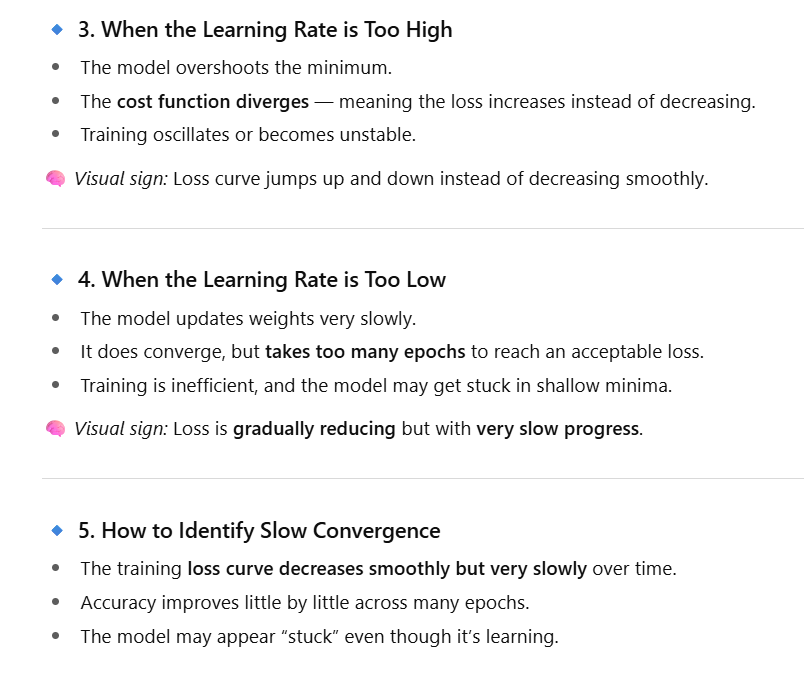 🔹 3. When the Learning Rate is Too High
• The model overshoots the minimum.
• The cost function diverges — meaning the loss increases instead of decreasing.
• Training oscillates or becomes unstable.
🧠 Visual sign: Loss curve jumps up and down instead of decreasing smoothly.
🔹 4. When the Learning Rate is Too Low
• The model updates weights very slowly.
• It does converge, but takes too many epochs to reach an acceptable loss.
• Training is inefficient, and the model may get stuck in shallow minima.
🧠 Visual sign: Loss is gradually reducing but with very slow progress.
🔹 5. How to Identify Slow Convergence
• The training loss curve decreases smoothly but very slowly over time.
• Accuracy improves little by little across many epochs.
• The model may appear “stuck” even though it’s learning.